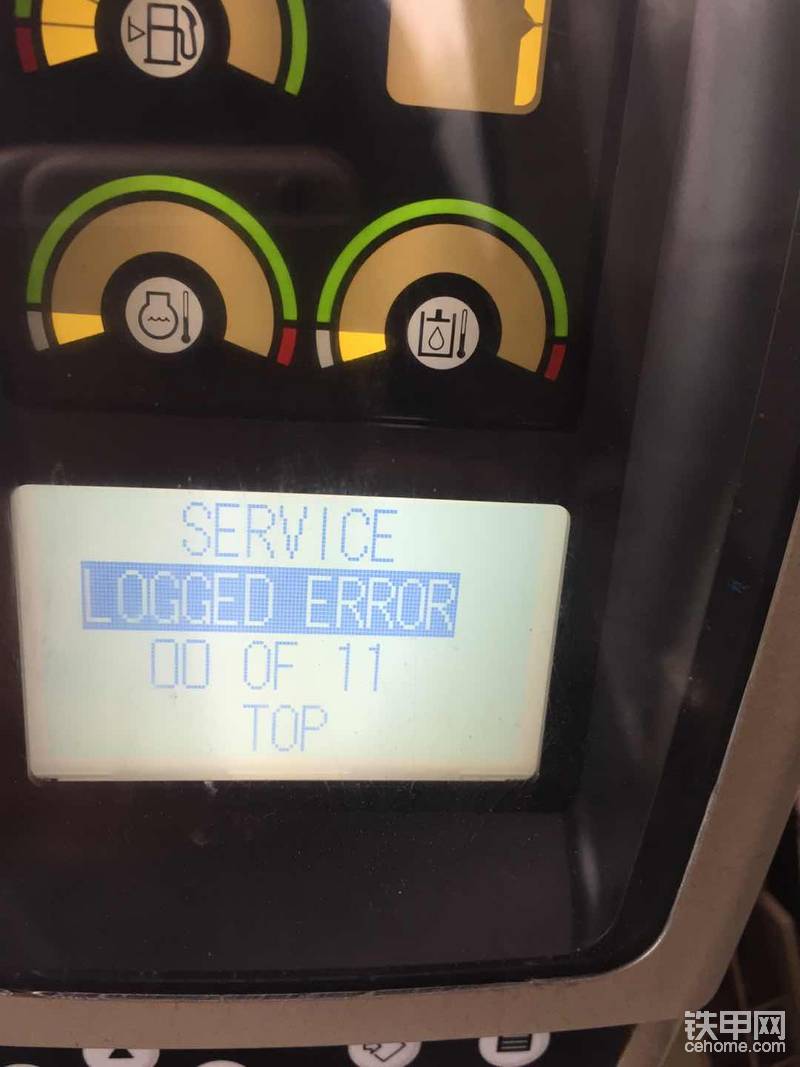 SERVICE
LOGGED ERROR
00 OF 11
TOP
铁甲网
cehome.com